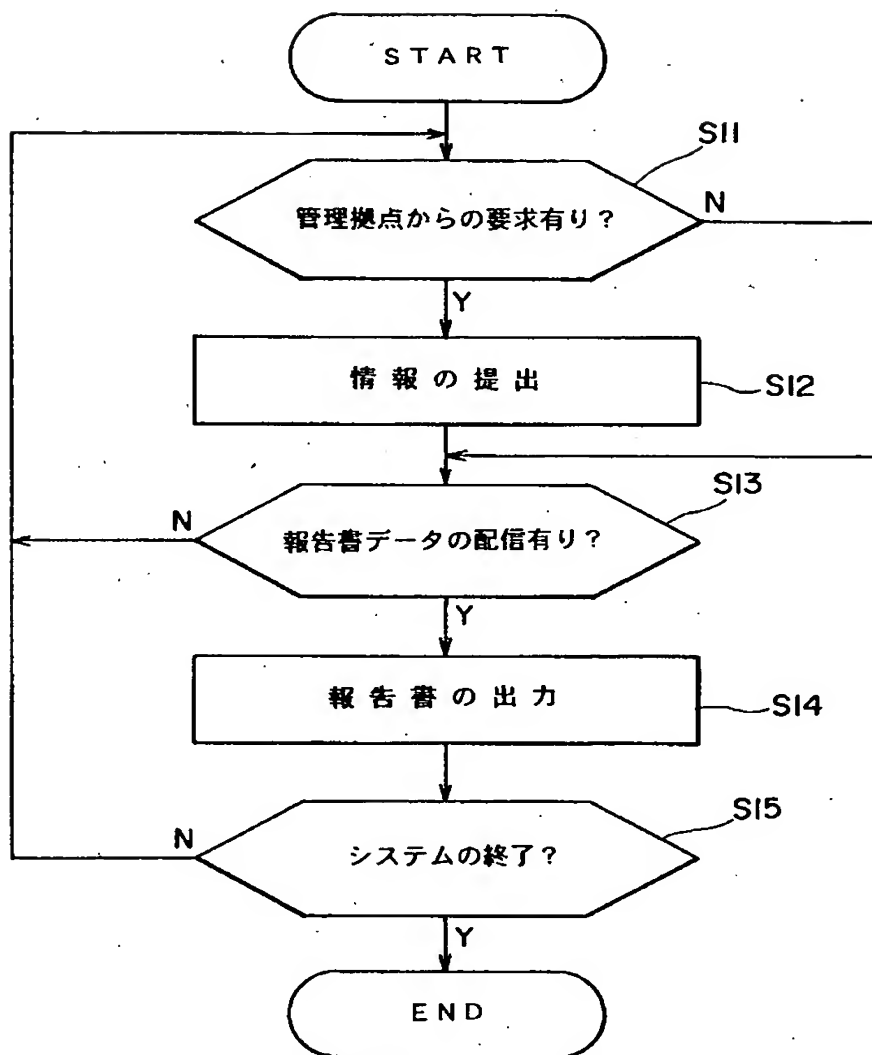 START
S11
管理拠点からの要求有り?
N
Y
情報の提出
S12
S13
N
報告書データの配信有り?
Y
報告書の出力
S14
S15
N
システムの終了?
Y
END